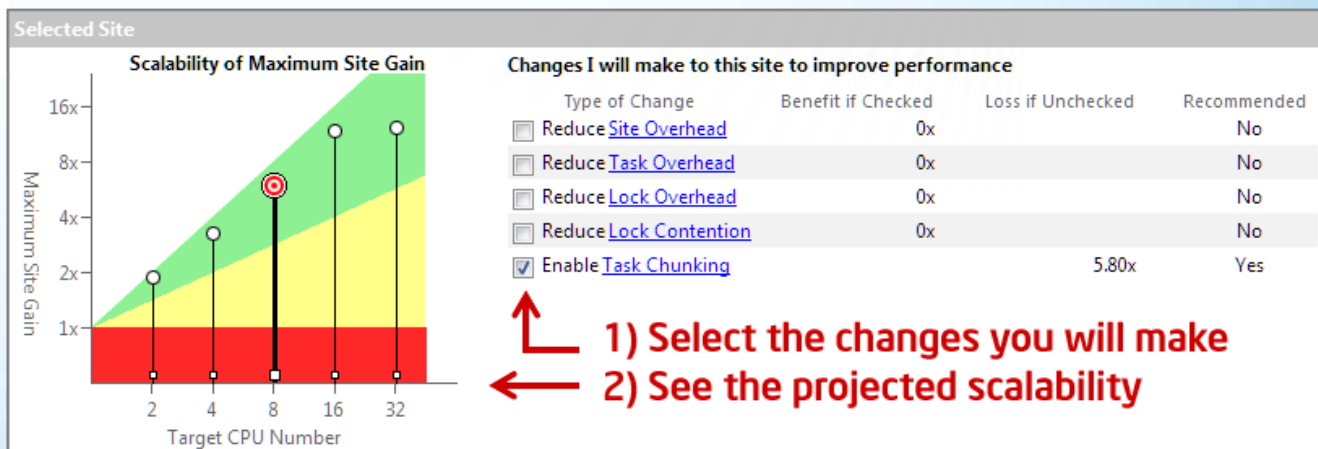 Selected Site
Scalability of Maximum Site Gain
16x
8x
4x
2x
1x
Maximum Site Gain
2 4 8 16 32
Target CPU Number
Changes I will make to this site to improve performance
Type of Change Benefit if Checked Loss if Unchecked Recommended
Reduce Site Overhead 0x No
Reduce Task Overhead 0x No
Reduce Lock Overhead 0x No
Reduce Lock Contention 0x No
Enable Task Chunking 5.80x Yes
1) Select the changes you will make
2) See the projected scalability